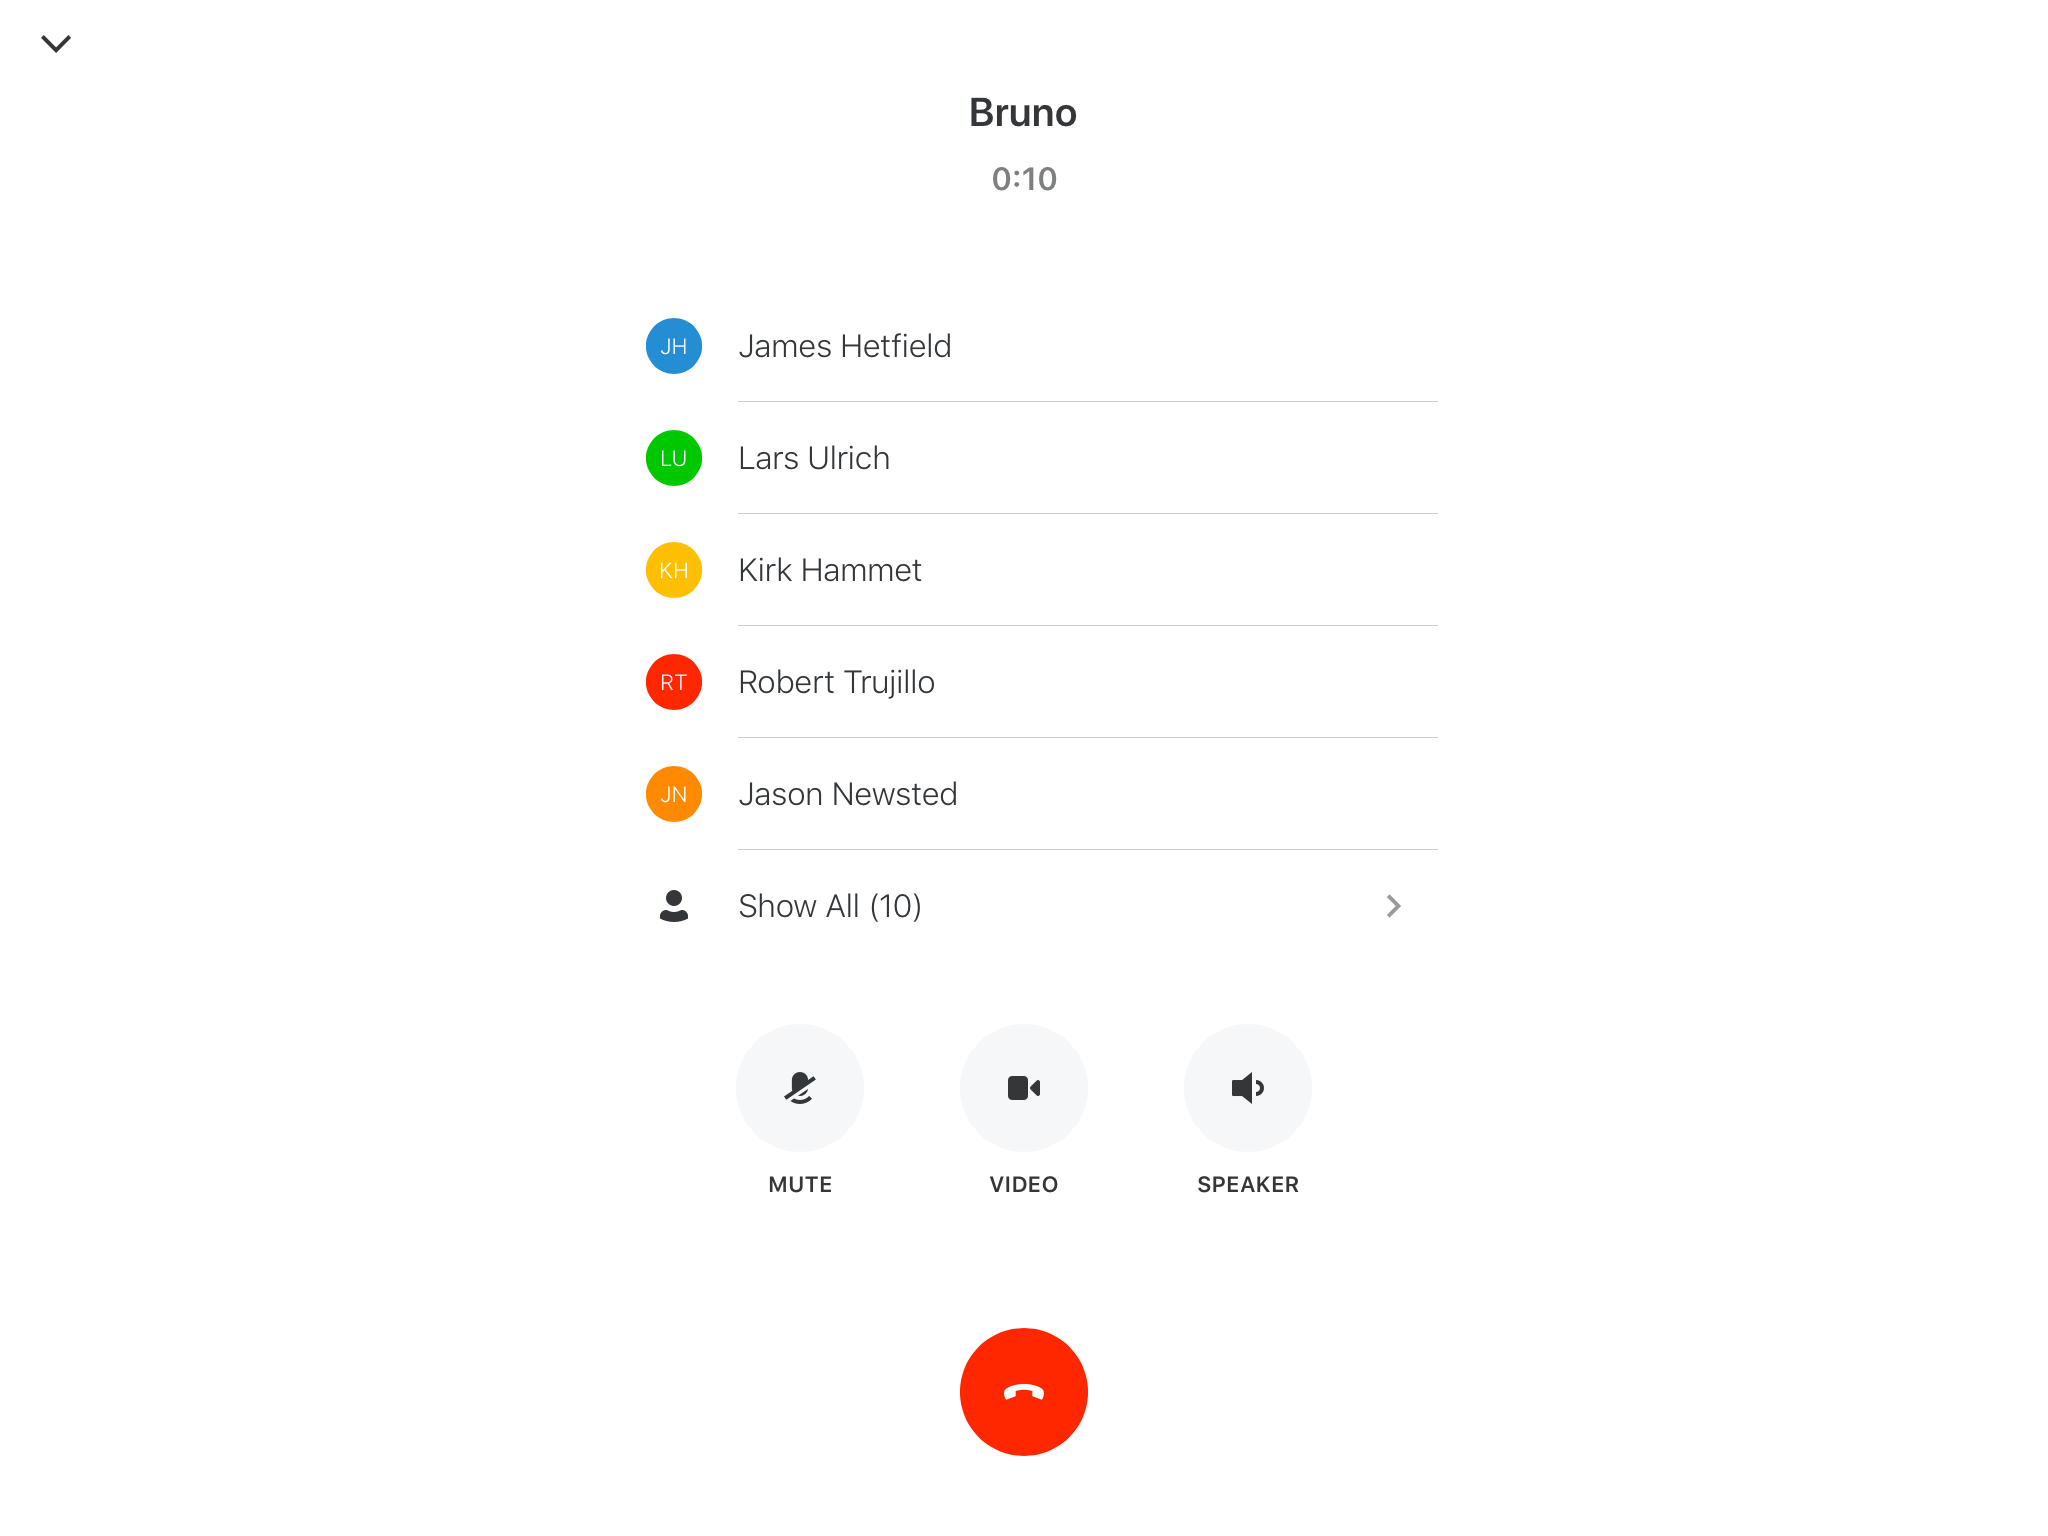 Bruno
0:10
JH James Hetfield
LU Lars Ulrich
KH Kirk Hammet
RT Robert Trujillo
JN Jason Newsted
Show All (10)
MUTE VIDEO SPEAKER